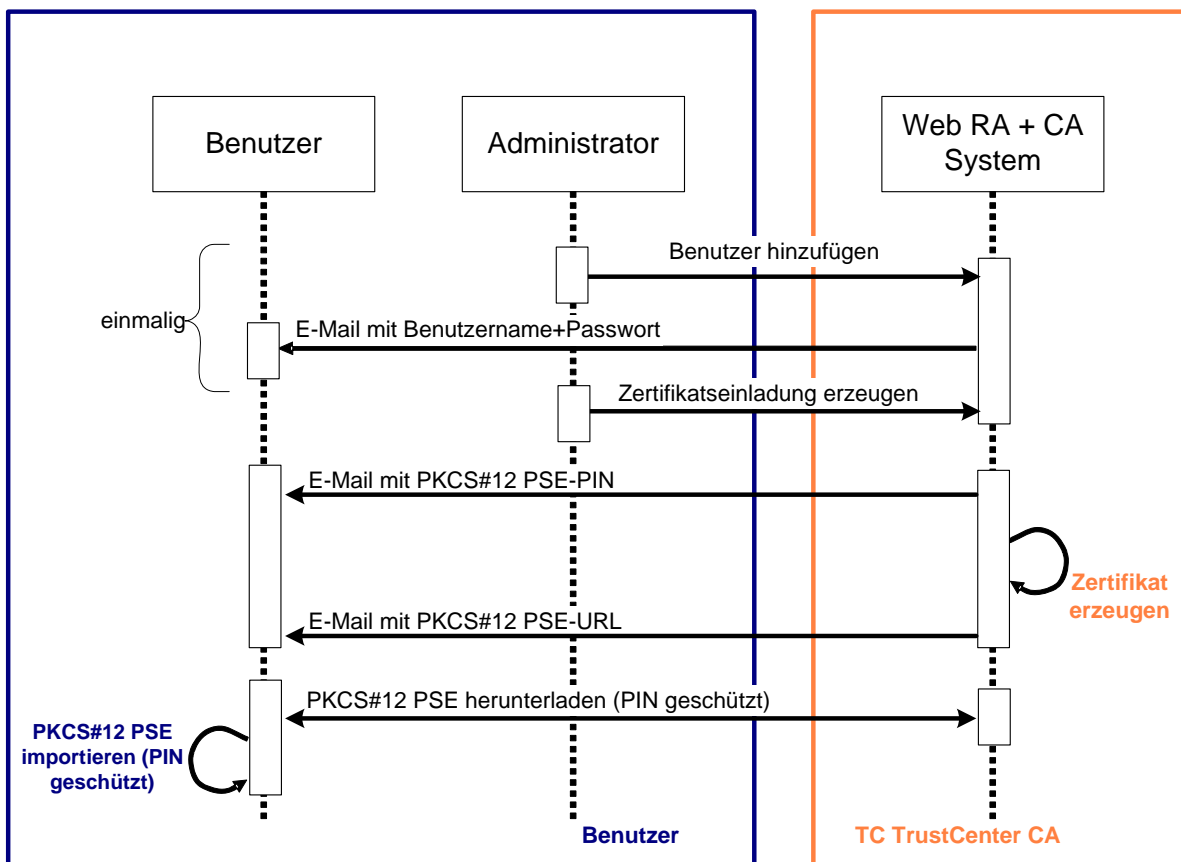 Benutzer
Administrator
Web RA + CA
System
Benutzer hinzufügen
einmalig
E-Mail mit Benutzername+Passwort
Zertifikatseinladung erzeugen
E-Mail mit PKCS#12 PSE-PIN
Zertifikat
erzeugen
E-Mail mit PKCS#12 PSE-URL
PKCS#12 PSE herunterladen (PIN geschützt)
PKCS#12 PSE
importieren (PIN
geschützt)
Benutzer
TC TrustCenter CA